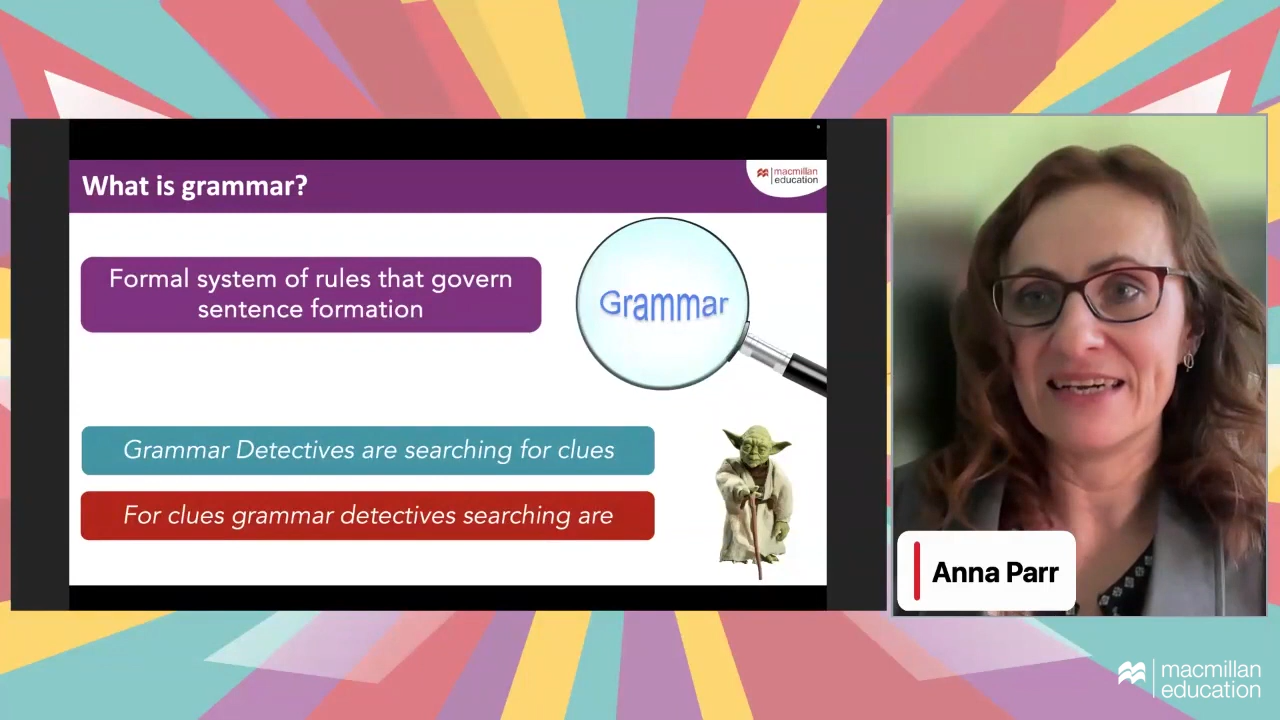 What is grammar?
macmillan
education
Formal system of rules that govern
sentence formation
Grammar
Grammar Detectives are searching for clues
For clues grammar detectives searching are
Anna Parr
macmillan
education